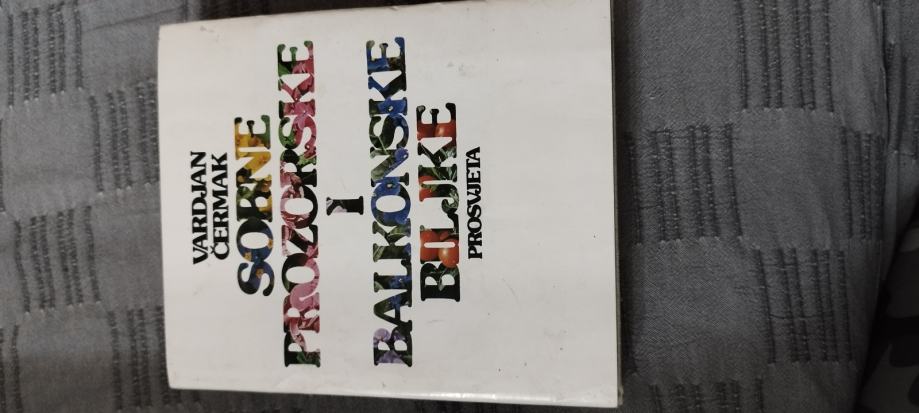 VARDJAN
ČERMAK
SOBNE
PROZORSKE
I
BALKONSKE
BILJKE
PROSVJETA